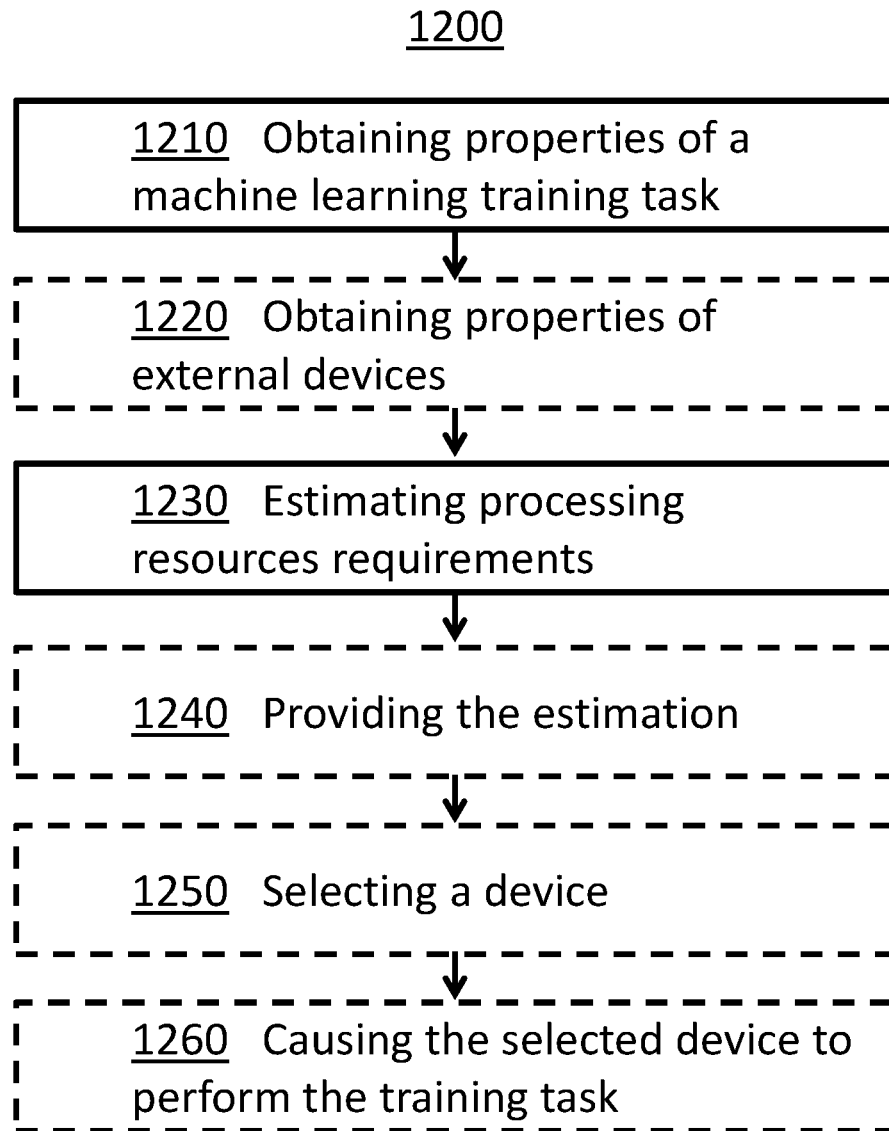 1200
1210 Obtaining properties of a
machine learning training task
1220 Obtaining properties of
external devices
1230 Estimating processing
resources requirements
1240 Providing the estimation
1250 Selecting a device
1260 Causing the selected device to
perform the training task